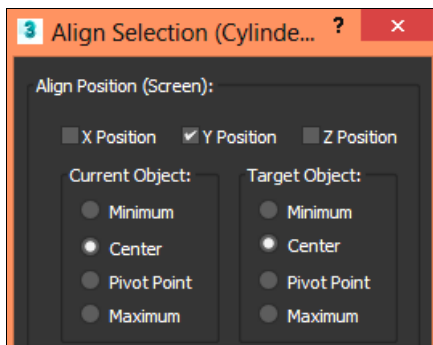 3 Align Selection (Cylinde... ? ×
Align Position (Screen):
X Position Y Position Z Position
Current Object: Target Object:
Minimum Minimum
Center Center
Pivot Point Pivot Point
Maximum Maximum